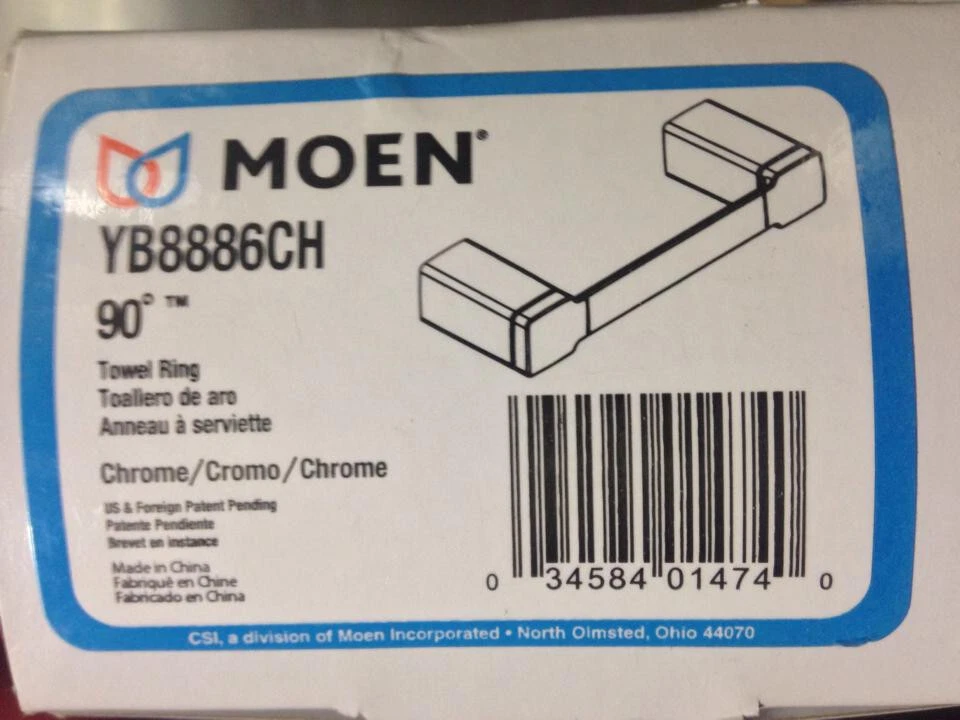 MOEN®
YB8886CH
90°™
Towel Ring
Toallero de aro
Anneau à serviette
Chrome/Cromo/Chrome
US & Foreign Patent Pending
Patente Pendiente
Brevet en instance
Made in China
Fabriqué en Chine
Fabricado en China
0 34584 01474 0
CSI, a division of Moen Incorporated • North Olmsted, Ohio 44070